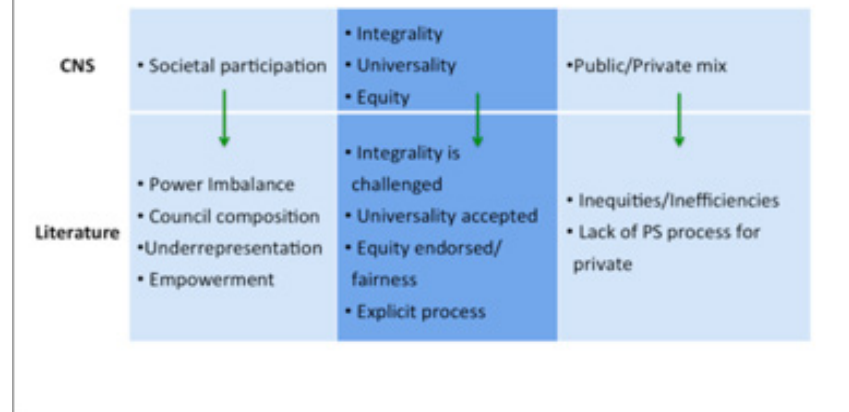 CNS
• Societal participation
• Integrality
• Universality
• Equity
•Public/Private mix
Literature
• Power Imbalance
• Council composition
•Underrepresentation
• Empowerment
• Integrality is
challenged
• Universality accepted
• Equity endorsed/
fairness
• Explicit process
• Inequities/Inefficiencies
• Lack of PS process for
private